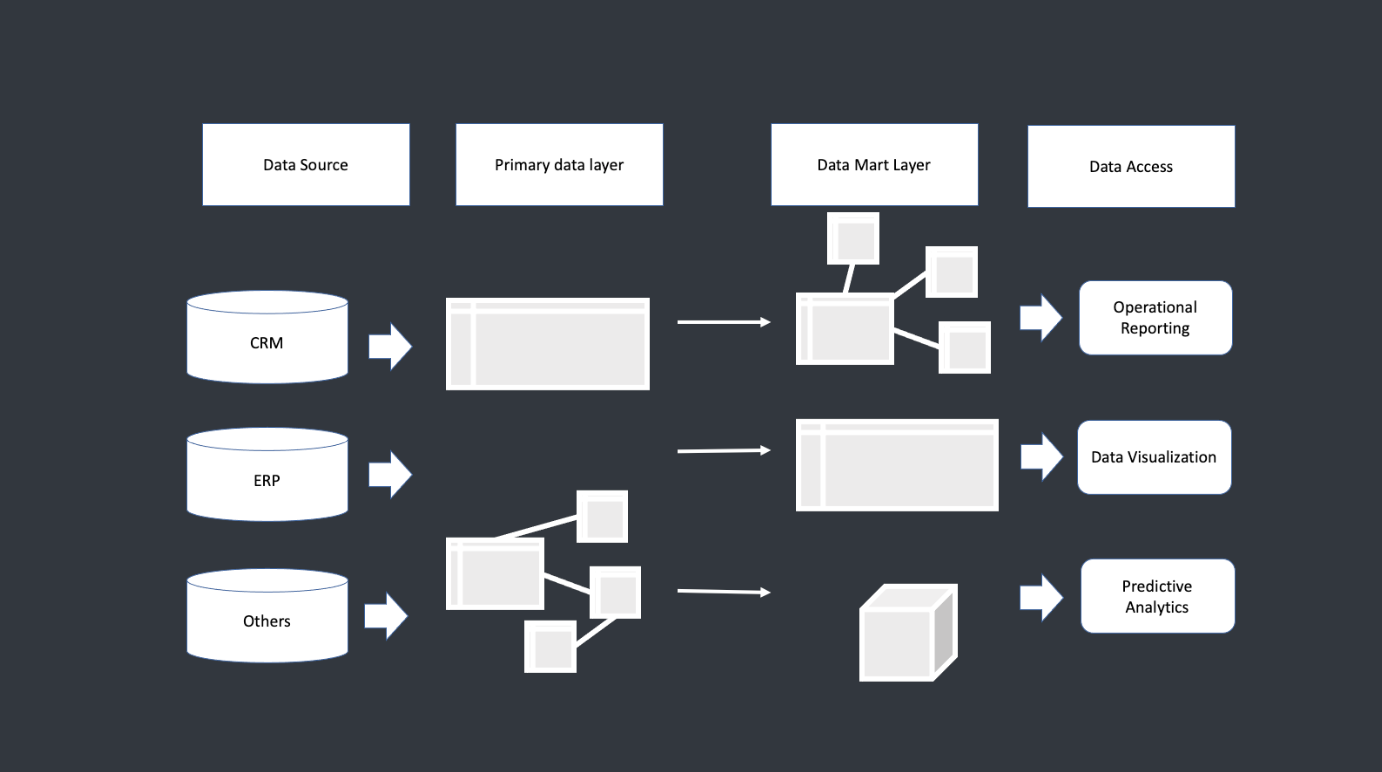 Data Source
Primary data layer
Data Mart Layer
Data Access
CRM
Operational
Reporting
ERP
Data Visualization
Others
Predictive
Analytics